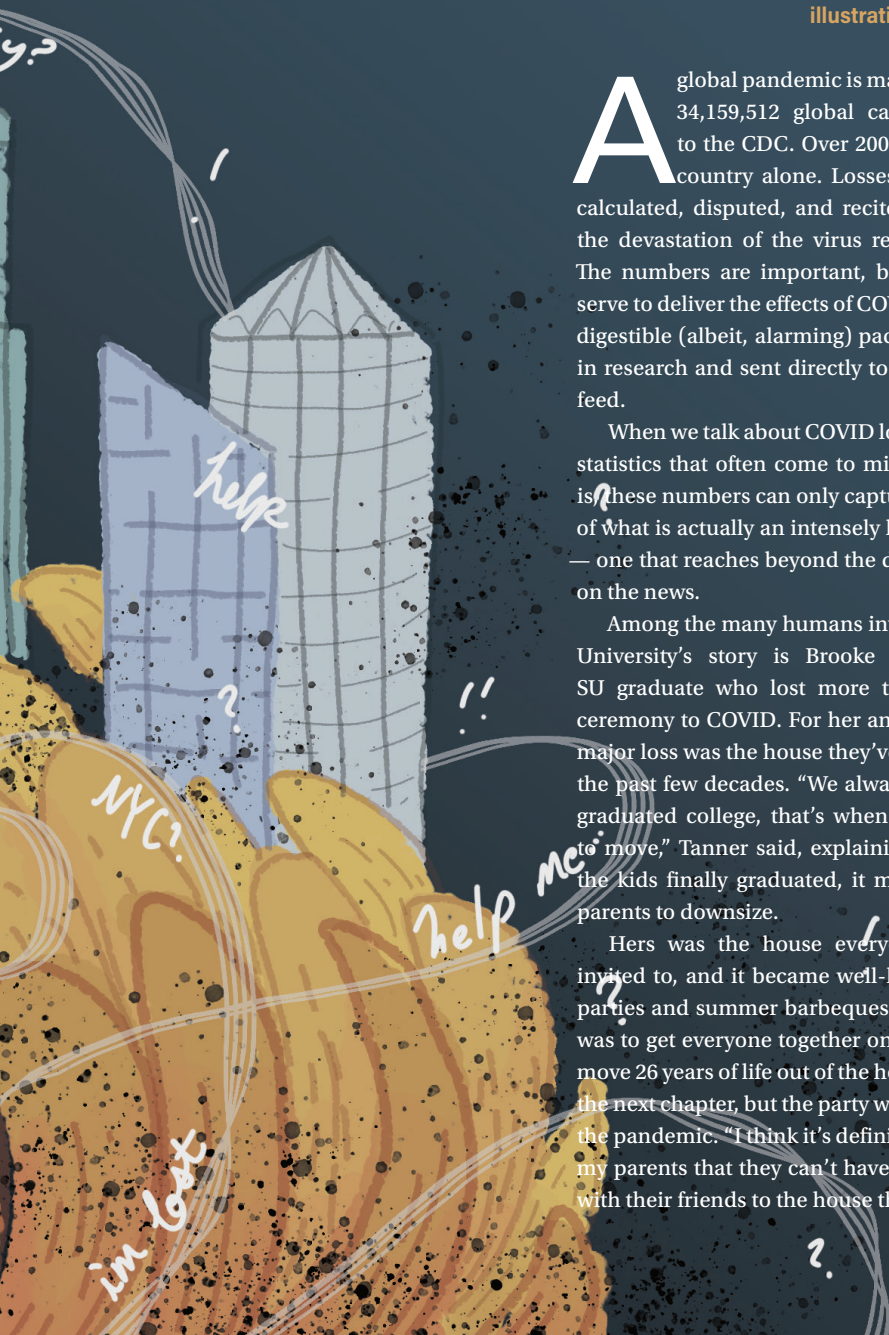 illustrati
y?
A
global pandemic is ma
34,159,512 global ca
to the CDC. Over 200
country alone. Losses
calculated, disputed, and recite
the devastation of the virus re
The numbers are important, b
serve to deliver the effects of CO
digestible (albeit, alarming) pac
in research and sent directly to
feed.
When we talk about COVID lo
statistics that often come to mi
is, these numbers can only captu
of what is actually an intensely
— one that reaches beyond the
on the news.
Among the many humans in
University’s story is Brooke
SU graduate who lost more t
ceremony to COVID. For her an
major loss was the house they’v
the past few decades. “We alwa
graduated college, that’s when
to move,” Tanner said, explaini
the kids finally graduated, it m
parents to downsize.
Hers was the house every
invited to, and it became well-
parties and summer barbeques
was to get everyone together on
move 26 years of life out of the h
the next chapter, but the party w
the pandemic. “I think it’s defini
my parents that they can’t have
with their friends to the house th
!
help
?
?
!!
NYC?
help me...
!
?
im lost
?